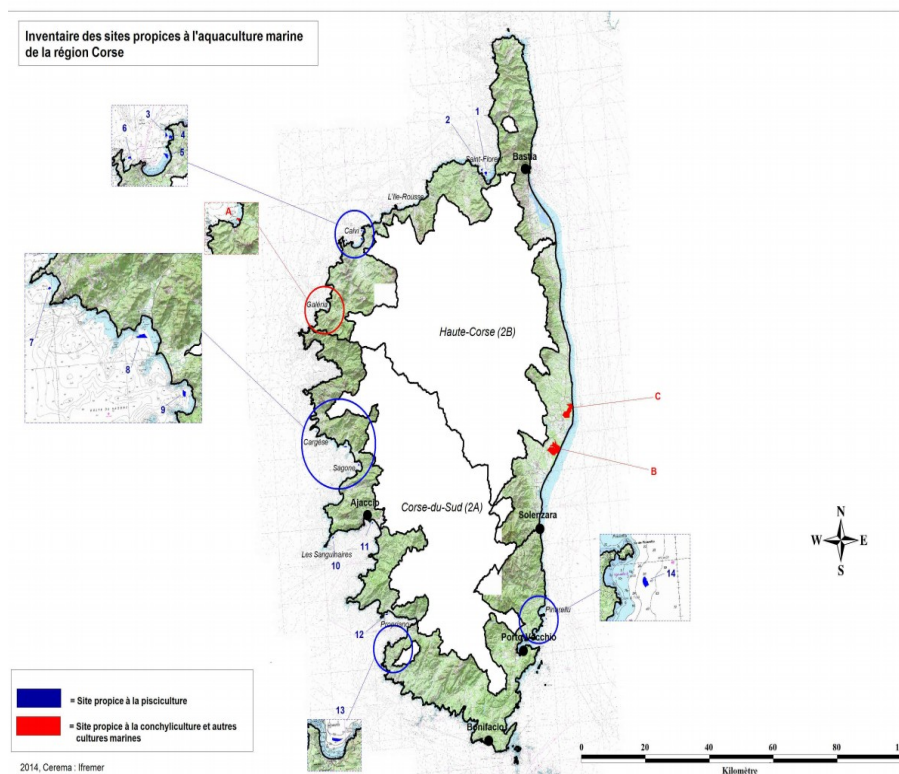 Inventaire des sites propices à l'aquaculture marine
de la région Corse
1
2
3
4
5
6
Saint-Florent
Bastia
L'Ile-Rousse
A
Calvi
Galéria
7
8
9
Haute-Corse (2B)
C
B
Cargèse
Sagone
Ajaccio
Corse-du-Sud (2A)
Solenzara
11
Les Sanguinaires
10
N
W E
S
14
Pinarellu
12
Propriano
Porto Vecchio
13
Bonifacio
= Site propice à la pisciculture
= Site propice à la conchyliculture et autres
cultures marines
0 20 40 60 80
Kilomètre
2014, Cerema : Ifremer